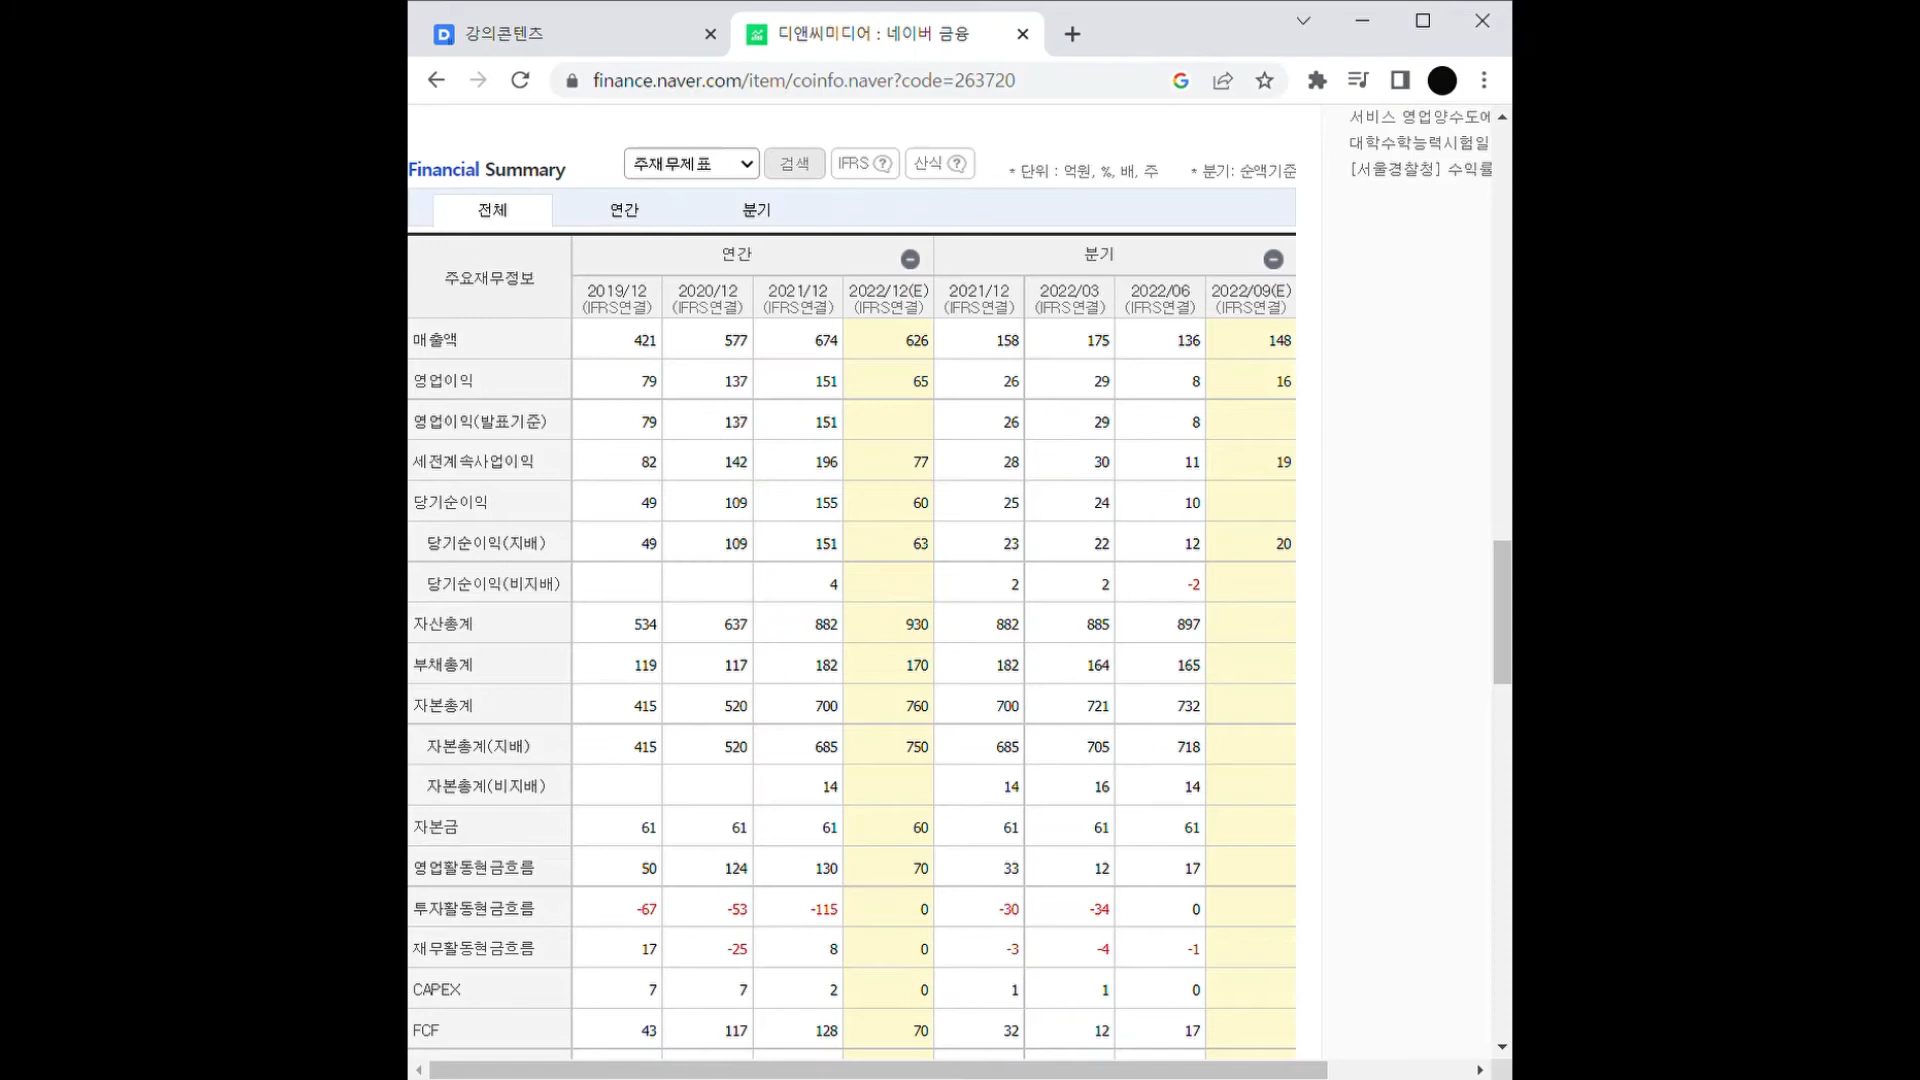 강의콘텐츠
디앤씨미디어 : 네이버 금융
finance.naver.com/item/coinfo.naver?code=263720
서비스 영업양수도에
대학수학능력시험일
[서울경찰청] 수익률
Financial Summary 주재무제표 검색 IFRS ? 산식 ? * 단위 : 억원, %, 배, 주 * 분기: 순액기준
전체 연간 분기
주요재무정보 연간 분기
2019/12 2020/12 2021/12 2022/12(E) 2021/12 2022/03 2022/06 2022/09(E)
(IFRS연결) (IFRS연결) (IFRS연결) (IFRS연결) (IFRS연결) (IFRS연결) (IFRS연결) (IFRS연결)
매출액 421 577 674 626 158 175 136 148
영업이익 79 137 151 65 26 29 8 16
영업이익(발표기준) 79 137 151 26 29 8
세전계속사업이익 82 142 196 77 28 30 11 19
당기순이익 49 109 155 60 25 24 10
당기순이익(지배) 49 109 151 63 23 22 12 20
당기순이익(비지배) 4 2 2 -2
자산총계 534 637 882 930 882 885 897
부채총계 119 117 182 170 182 164 165
자본총계 415 520 700 760 700 721 732
자본총계(지배) 415 520 685 750 685 705 718
자본총계(비지배) 14 14 16 14
자본금 61 61 61 60 61 61 61
영업활동현금흐름 50 124 130 70 33 12 17
투자활동현금흐름 -67 -53 -115 0 -30 -34 0
재무활동현금흐름 17 -25 8 0 -3 -4 -1
CAPEX 7 7 2 0 1 1 0
FCF 43 117 128 70 32 12 17